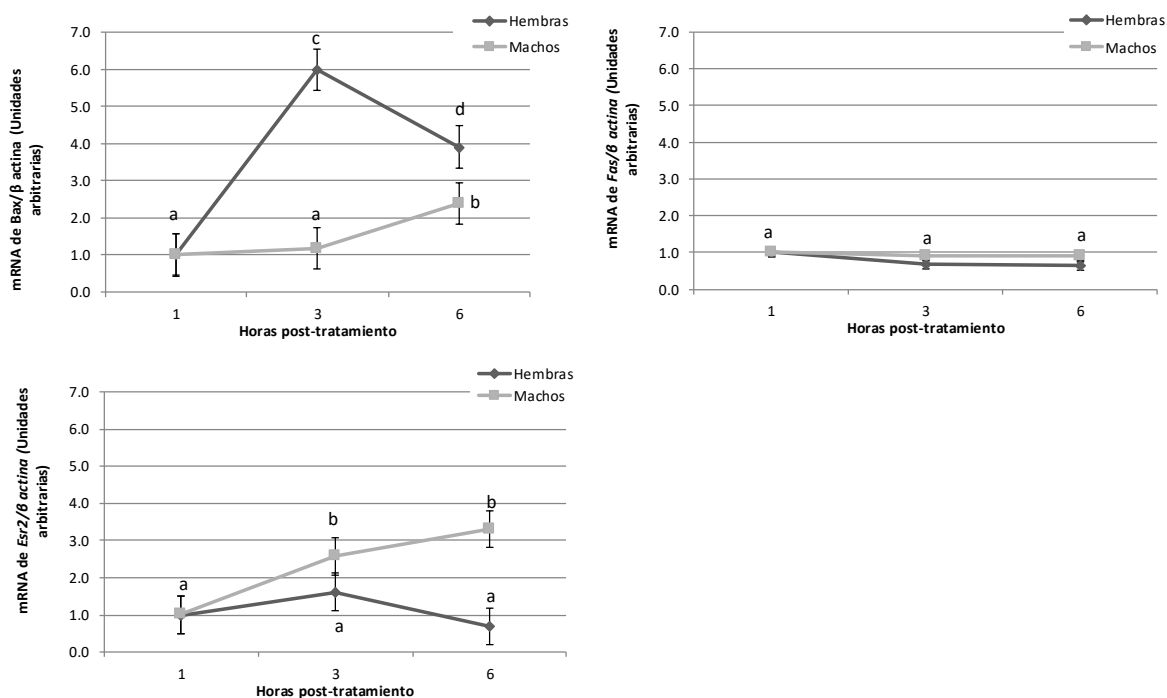 Hembras
Machos
mRNA de Bax/β actina (Unidades
arbitrarias)
7.0
6.0
5.0
4.0
3.0
2.0
1.0
0.0
a
c
a
d
b
1
3
6
Horas post-tratamiento
Hembras
Machos
mRNA de Fas/β actina (Unidades
arbitrarias)
7.0
6.0
5.0
4.0
3.0
2.0
1.0
0.0
a
a
a
1
3
6
Horas post-tratamiento
Hembras
Machos
mRNA de Esr2/β actina (Unidades
arbitrarias)
7.0
6.0
5.0
4.0
3.0
2.0
1.0
0.0
a
b
a
b
a
1
3
6
Horas post-tratamiento